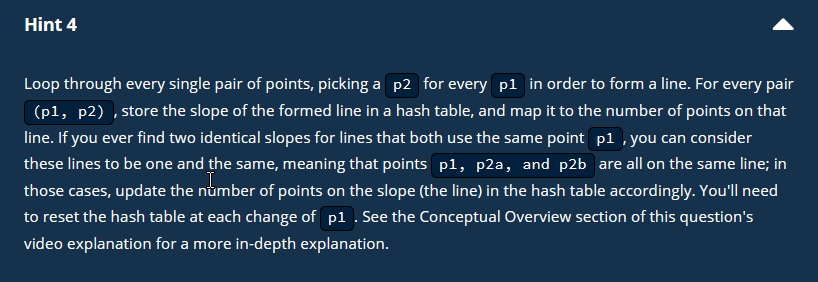 Hint 4
Loop through every single pair of points, picking a p2 for every p1 in order to form a line. For every pair
(p1, p2) , store the slope of the formed line in a hash table, and map it to the number of points on that
line. If you ever find two identical slopes for lines that both use the same point p1 , you can consider
these lines to be one and the same, meaning that points p1, p2a, and p2b are all on the same line; in
those cases, update the number of points on the slope (the line) in the hash table accordingly. You'll need
to reset the hash table at each change of p1 . See the Conceptual Overview section of this question's
video explanation for a more in-depth explanation.